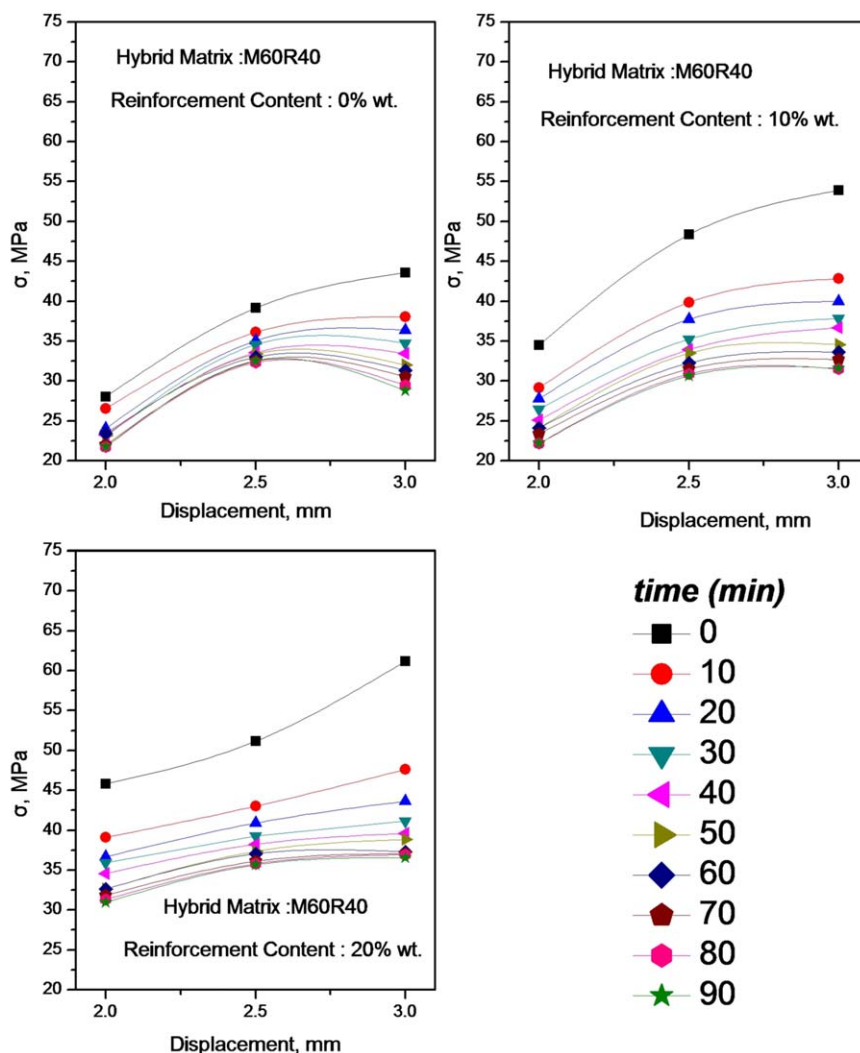 75
70
65
60
55
50
45
40
35
30
25
20
σ, MPa
Hybrid Matrix :M60R40
Reinforcement Content : 0% wt.
2.0 2.5 3.0
Displacement, mm
75
70
65
60
55
50
45
40
35
30
25
20
σ, MPa
Hybrid Matrix :M60R40
Reinforcement Content : 10% wt.
2.0 2.5 3.0
Displacement, mm
75
70
65
60
55
50
45
40
35
30
25
20
σ, MPa
Hybrid Matrix :M60R40
Reinforcement Content : 20% wt.
2.0 2.5 3.0
Displacement, mm
time (min)
0
10
20
30
40
50
60
70
80
90